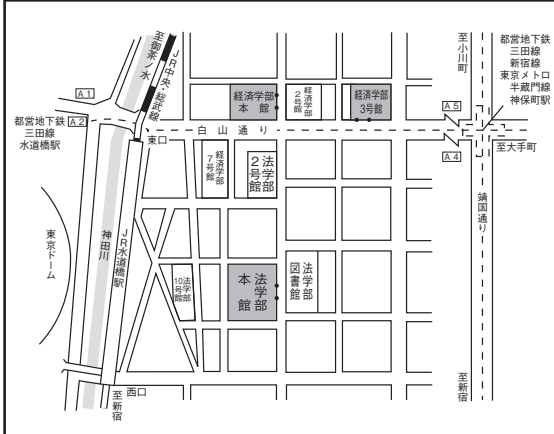 至御茶ノ水
JR中央・総武線
至小川町
都営地下鉄
三田線
新宿線
東京メトロ
半蔵門線
神保町駅
A1
経済学部
本館
経済学部
2号館
経済学部
3号館
A5
都営地下鉄
三田線
水道橋駅
A2
東口
白山通り
至大手町
A4
経済学部
7号館
法学部
2号館
靖国通り
東京ドーム
神田川
JR水道橋駅
法学部
10号館
法学部
本館
法学部
図書館
西口
至新宿
至新宿